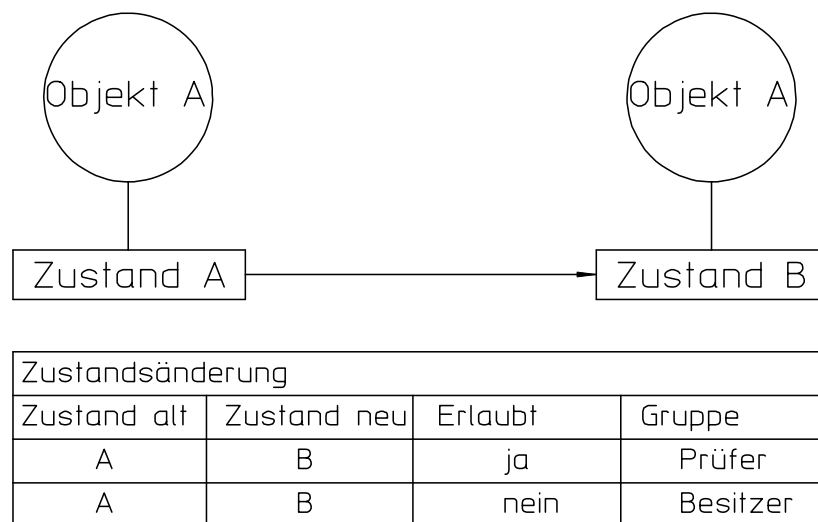 Objekt A Objekt A
Zustand A Zustand B
Zustandsänderung
Zustand alt Zustand neu Erlaubt Gruppe
A B ja Prüfer
A B nein Besitzer